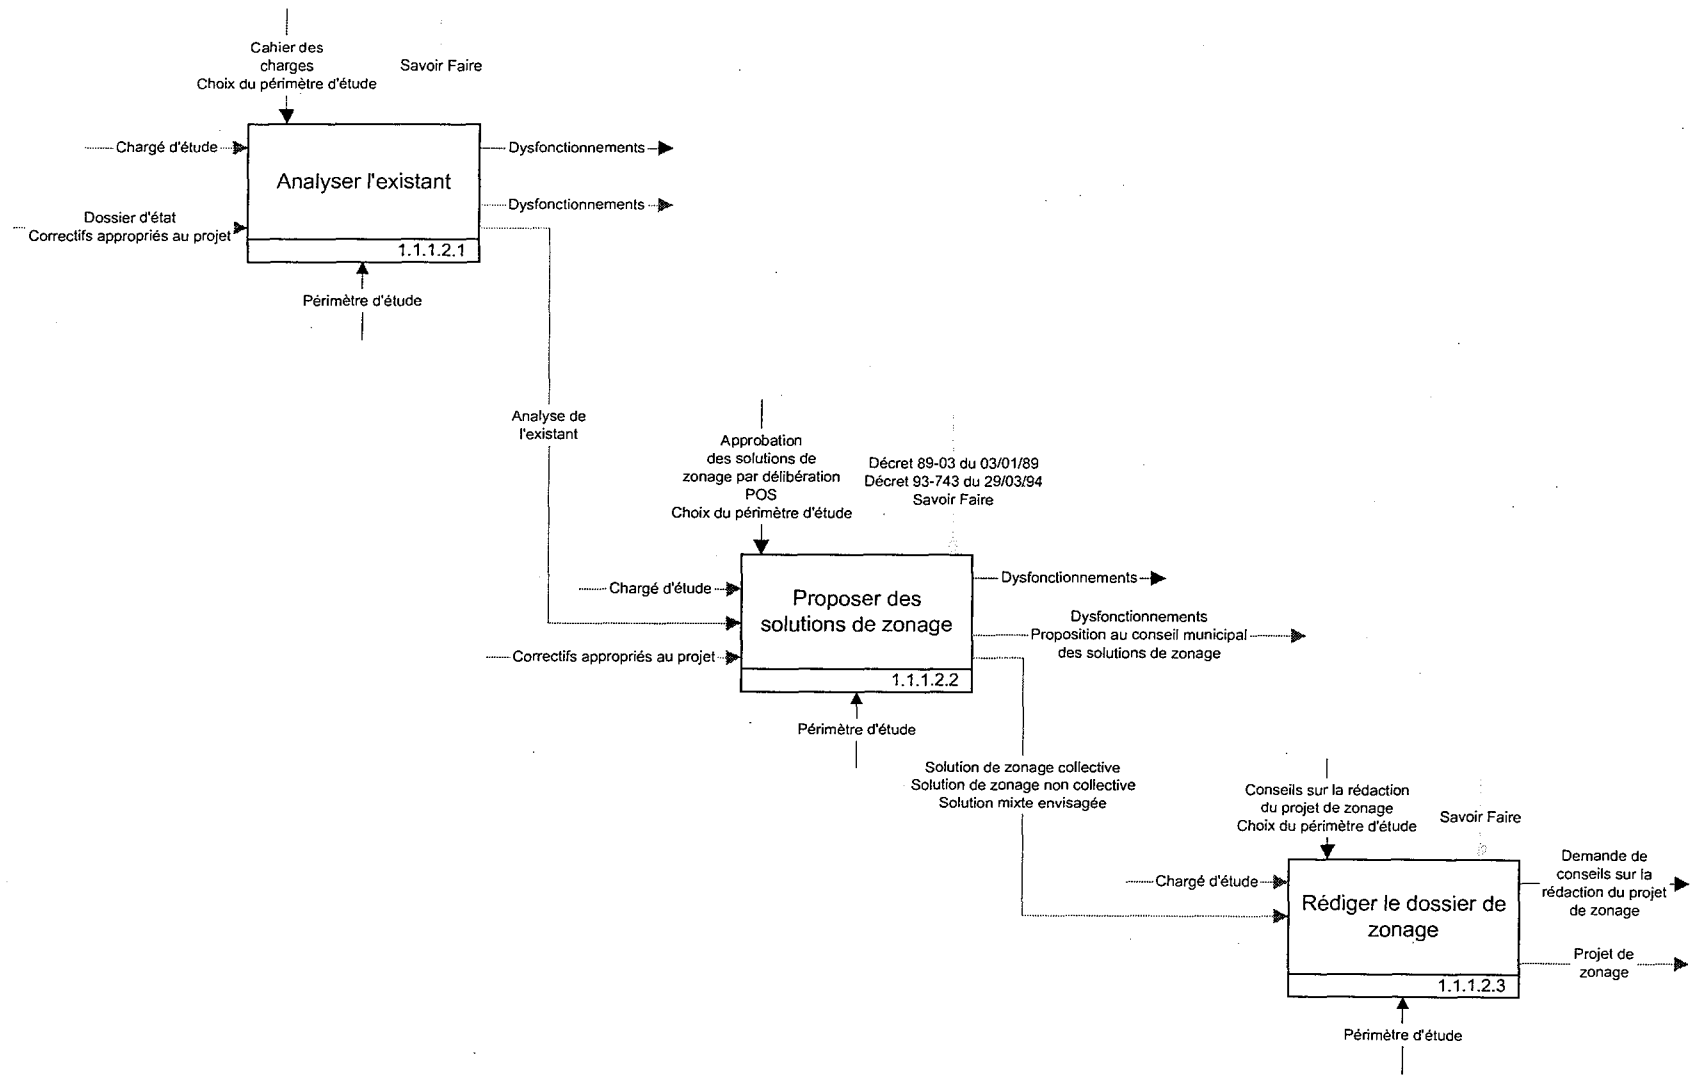 Cahier des
charges
Choix du périmètre d'étude
Savoir Faire
Chargé d'étude
Dysfonctionnements
Analyser l'existant
Dysfonctionnements
Dossier d'état
Correctifs appropriés au projet
1.1.1.2.1
Périmètre d'étude
Analyse de
l'existant
Approbation
des solutions de
zonage par délibération
POS
Choix du périmètre d'étude
Décret 89-03 du 03/01/89
Décret 93-743 du 29/03/94
Savoir Faire
Chargé d'étude
Dysfonctionnements
Proposer des
solutions de zonage
Dysfonctionnements
Proposition au conseil municipal
des solutions de zonage
Correctifs appropriés au projet
1.1.1.2.2
Périmètre d'étude
Solution de zonage collective
Solution de zonage non collective
Solution mixte envisagée
Conseils sur la rédaction
du projet de zonage
Choix du périmètre d'étude
Savoir Faire
Chargé d'étude
Demande de
conseils sur la
rédaction du projet
de zonage
Rédiger le dossier de
zonage
Projet de
zonage
1.1.1.2.3
Périmètre d'étude